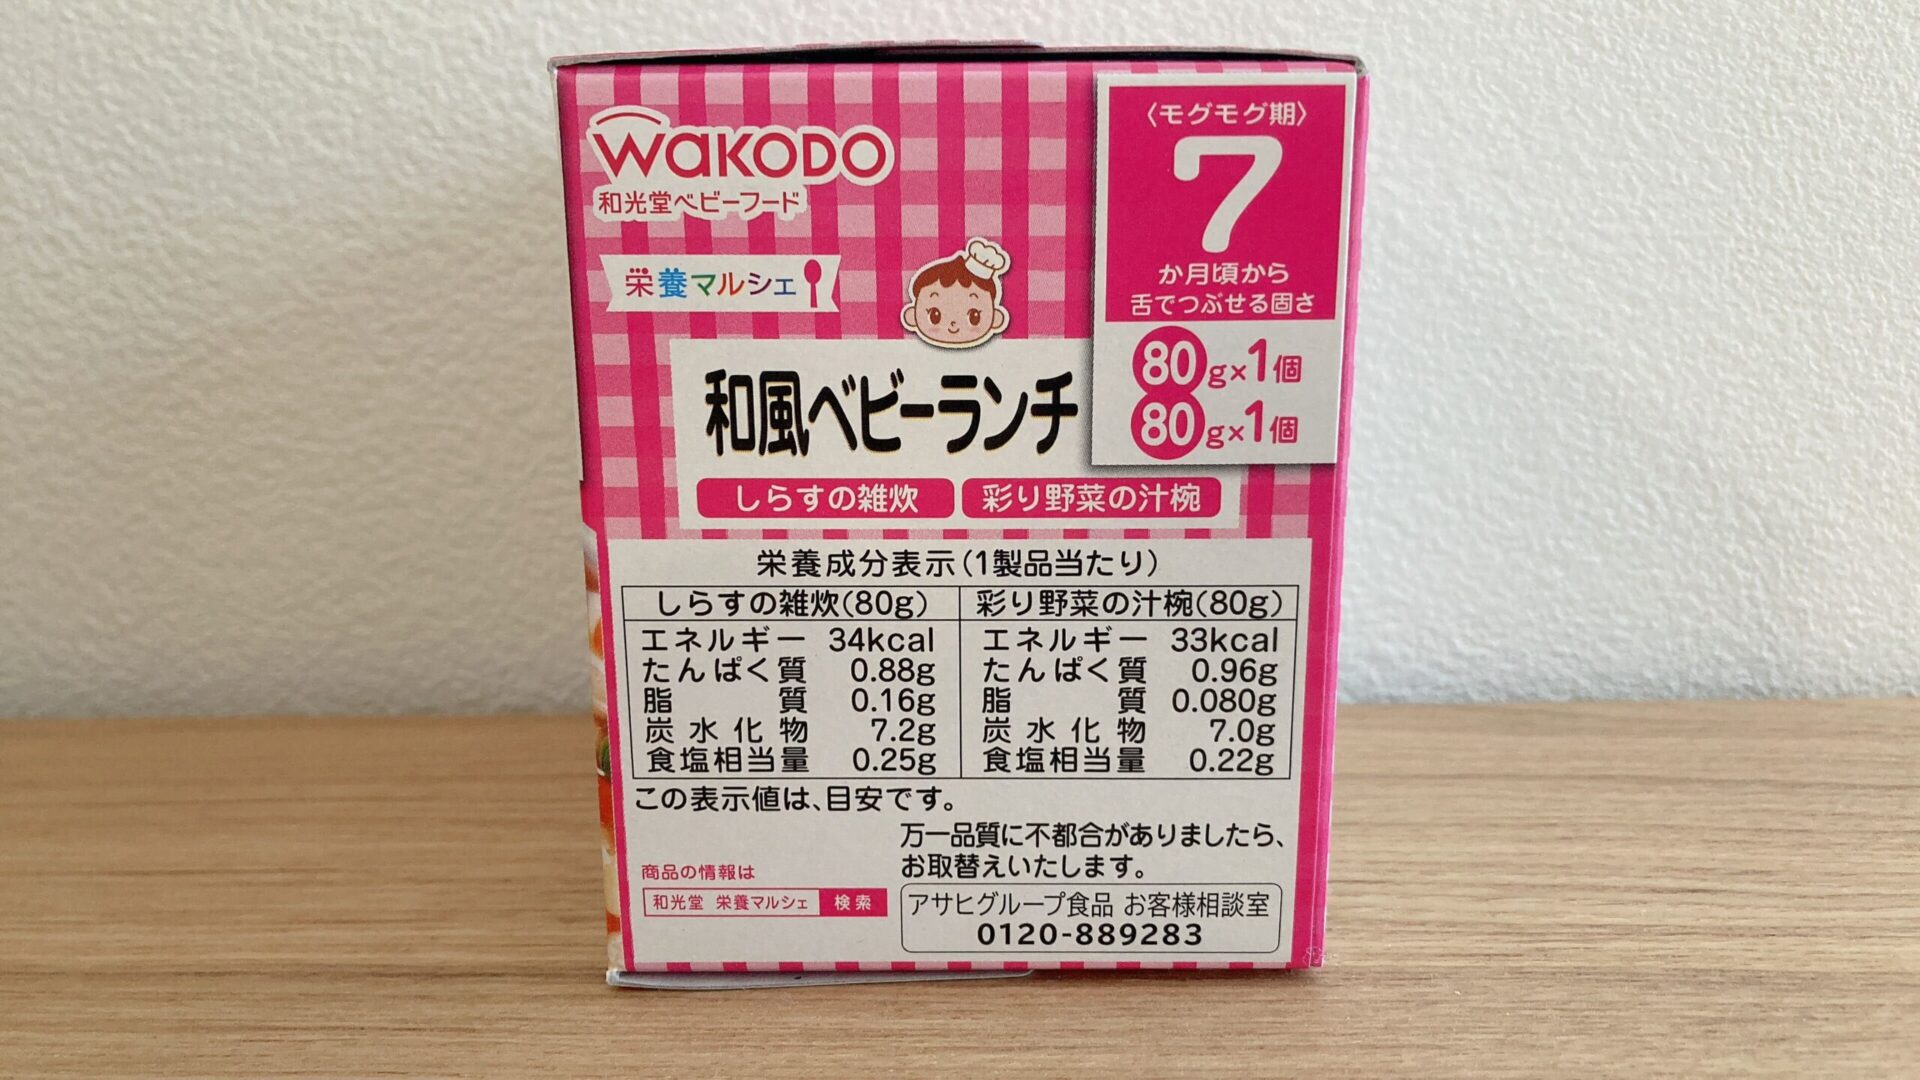 WaKODO
和光堂ベビーフード
栄養マルシェ
〈モグモグ期〉
7
か月頃から
舌でつぶせる固さ
80g×1個
80g×1個
和風ベビーランチ
しらすの雑炊 彩り野菜の汁椀
栄養成分表示(1製品当たり)
しらすの雑炊(80g) 彩り野菜の汁椀(80g)
エネルギー 34kcal エネルギー 33kcal
たんぱく質 0.88g たんぱく質 0.96g
脂質 0.16g 脂質 0.080g
炭水化物 7.2g 炭水化物 7.0g
食塩相当量 0.25g 食塩相当量 0.22g
この表示値は、目安です。
万一品質に不都合がありましたら、
お取替えいたします。
商品の情報は
和光堂 栄養マルシェ 検索
アサヒグループ食品 お客様相談室
0120-889283